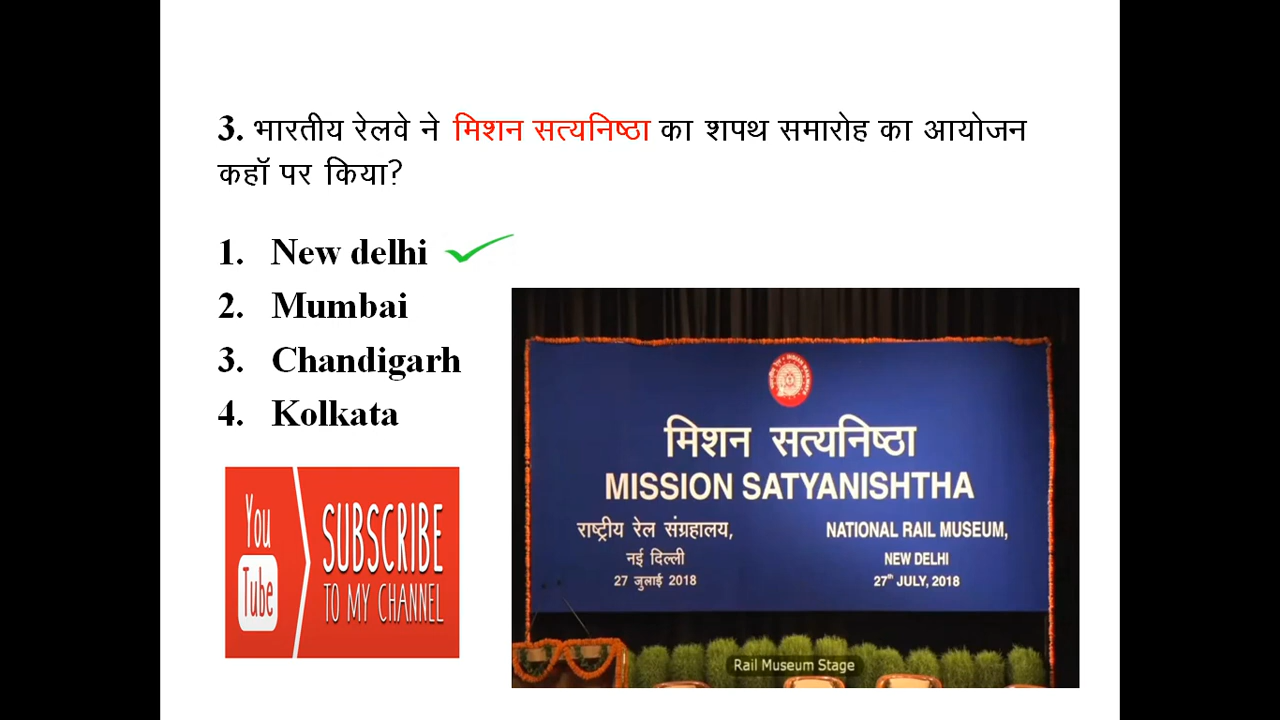 3. भारतीय रेलवे ने मिशन सत्यनिष्ठा का शपथ समारोह का आयोजन
कहॉ पर किया?
1. New delhi
2. Mumbai
3. Chandigarh
4. Kolkata
You
Tube
SUBSCRIBE
TO MY CHANNEL
मिशन सत्यनिष्ठा
MISSION SATYANISHTHA
राष्ट्रीय रेल संग्रहालय,
नई दिल्ली
27 जुलाई 2018
NATIONAL RAIL MUSEUM,
NEW DELHI
27th JULY, 2018
Rail Museum Stage